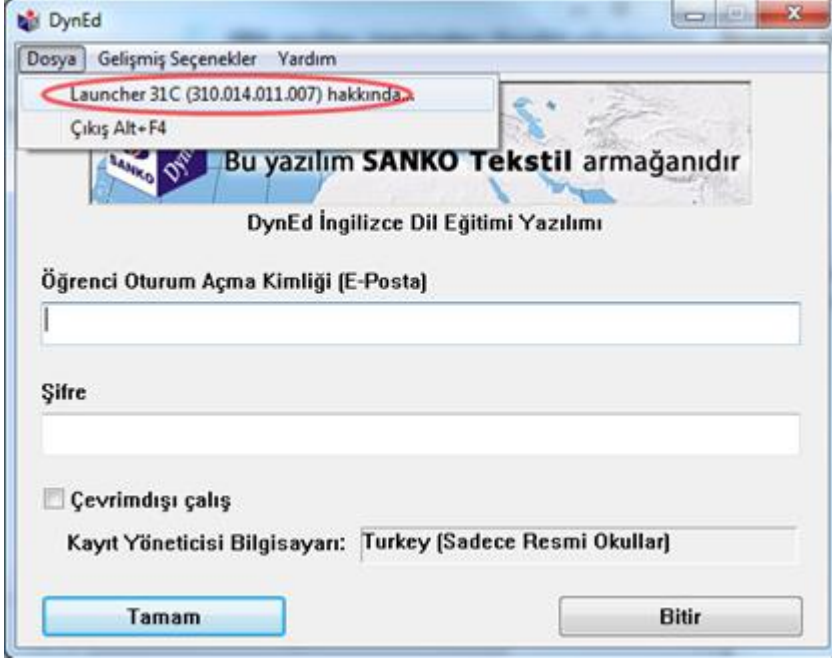 DynEd
Dosya Gelişmiş Seçenekler Yardım
Launcher 31C (310.014.011.007) hakkında...
Çıkış Alt+F4
SANKO Dyn
Bu yazılım SANKO Tekstil armağanıdır
DynEd İngilizce Dil Eğitimi Yazılımı
Öğrenci Oturum Açma Kimliği (E-Posta)
Şifre
Çevrimdışı çalış
Kayıt Yöneticisi Bilgisayarı: Turkey (Sadece Resmi Okullar)
Tamam Bitir